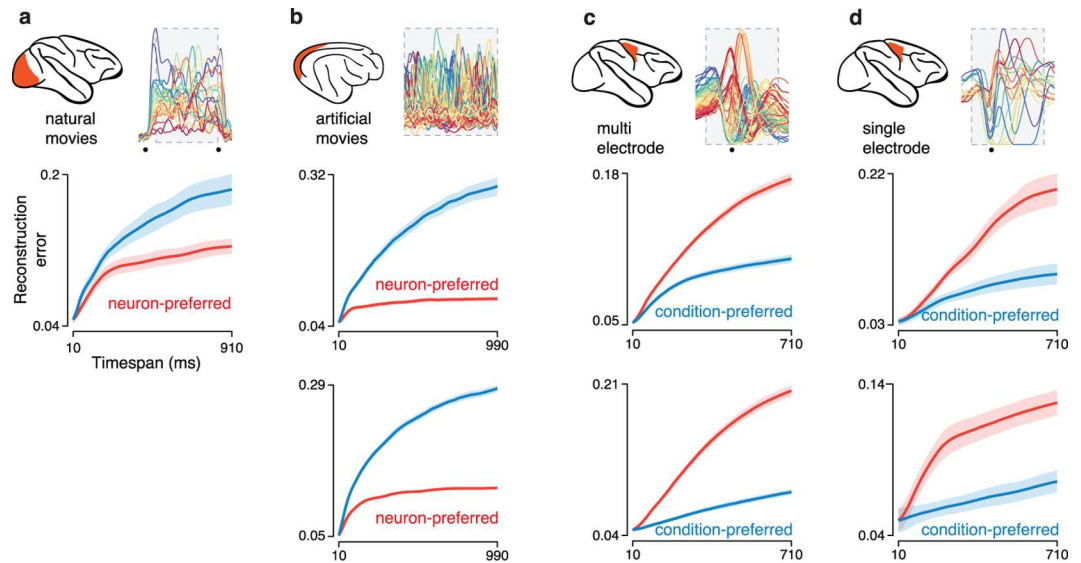 a
b
c
d
natural
movies
artificial
movies
multi
electrode
single
electrode
Reconstruction
error
0.2
0.04
neuron-preferred
10
910
Timespan (ms)
0.32
0.04
neuron-preferred
10
990
0.18
0.05
condition-preferred
10
710
0.22
0.03
condition-preferred
10
710
0.29
0.05
neuron-preferred
10
990
0.21
0.04
condition-preferred
10
710
0.14
0.04
condition-preferred
10
710